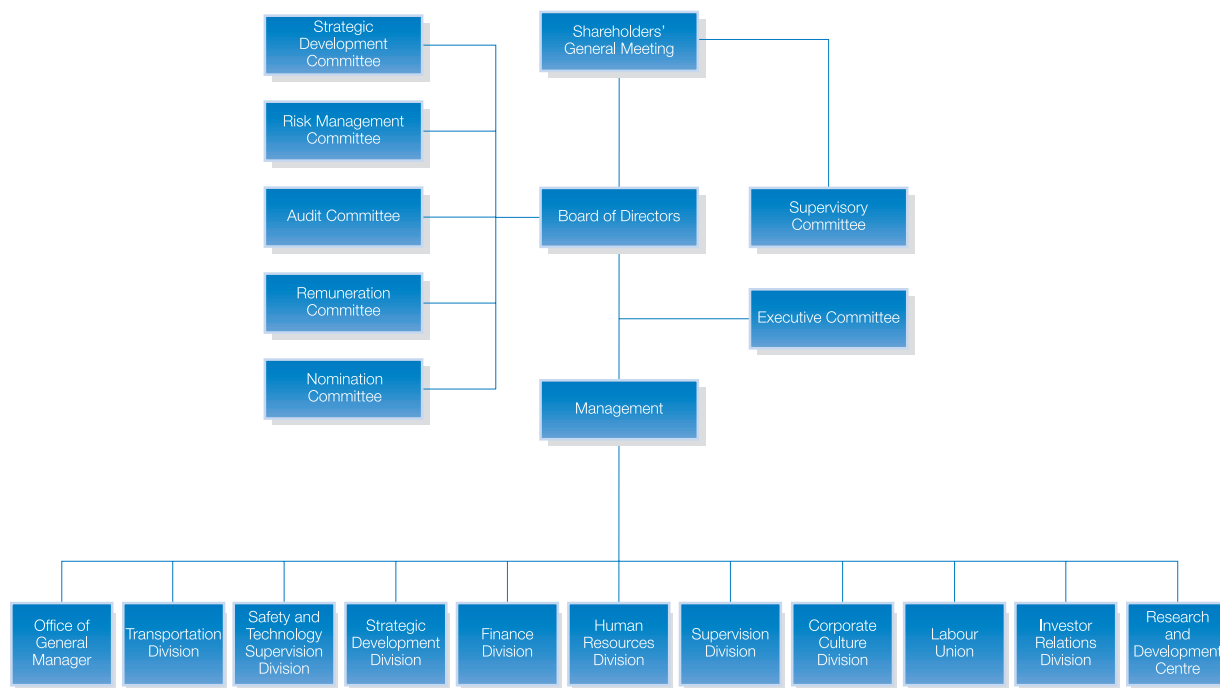 Strategic
Development
Committee
Shareholders'
General Meeting
Risk Management
Committee
Audit Committee
Board of Directors
Supervisory
Committee
Remuneration
Committee
Executive Committee
Nomination
Committee
Management
Office of
General
Manager
Transportation
Division
Safety and
Technology
Supervision
Division
Strategic
Development
Division
Finance
Division
Human
Resources
Division
Supervision
Division
Corporate
Culture
Division
Labour
Union
Investor
Relations
Division
Research
and
Development
Centre